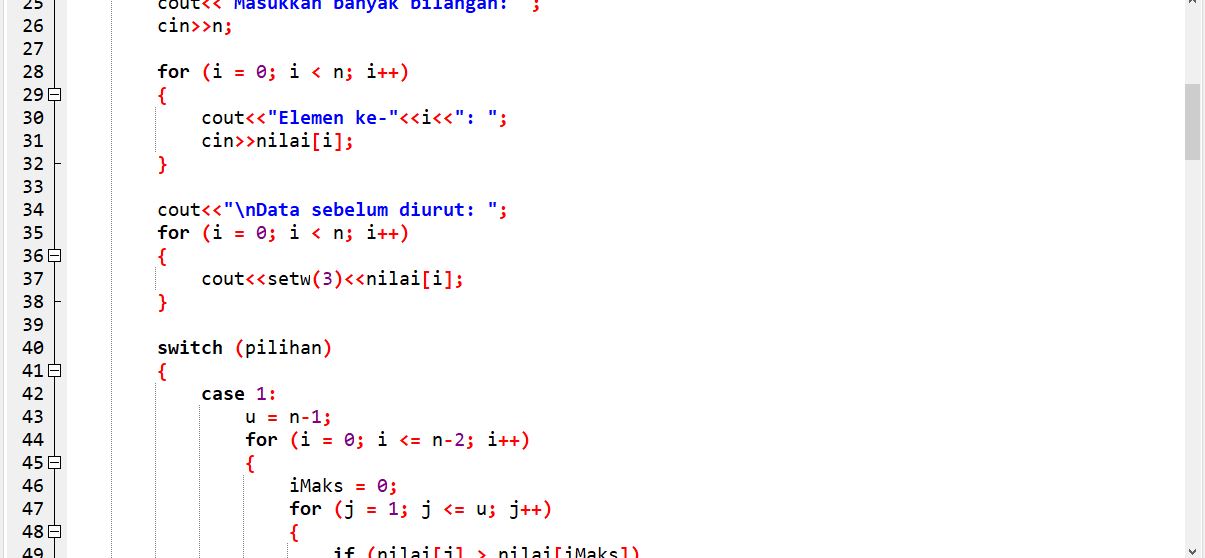 25 cout<<"Masukkan banyak bilangan: ";
26 cin>>n;
27
28 for (i = 0; i < n; i++)
29 {
30 cout<<"Elemen ke-"<<i<<": ";
31 cin>>nilai[i];
32 }
33
34 cout<<"\nData sebelum diurut: ";
35 for (i = 0; i < n; i++)
36 {
37 cout<<setw(3)<<nilai[i];
38 }
39
40 switch (pilihan)
41 {
42 case 1:
43 u = n-1;
44 for (i = 0; i <= n-2; i++)
45 {
46 iMaks = 0;
47 for (j = 1; j <= u; j++)
48 {
49 if (nilai[j] > nilai[iMaks])